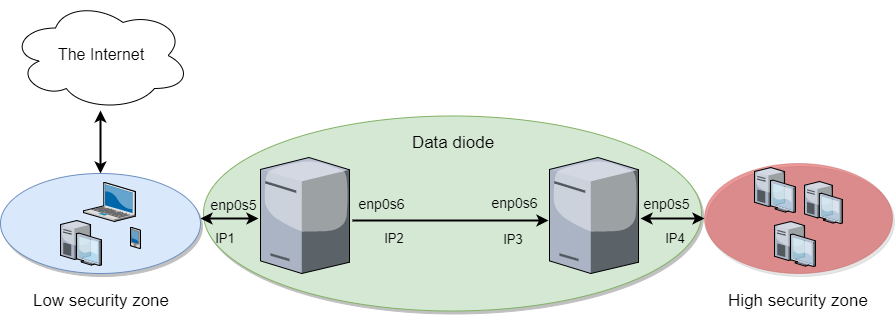 The Internet
Data diode
enp0s5
enp0s6
enp0s6
enp0s5
IP1
IP2
IP3
IP4
Low security zone
High security zone